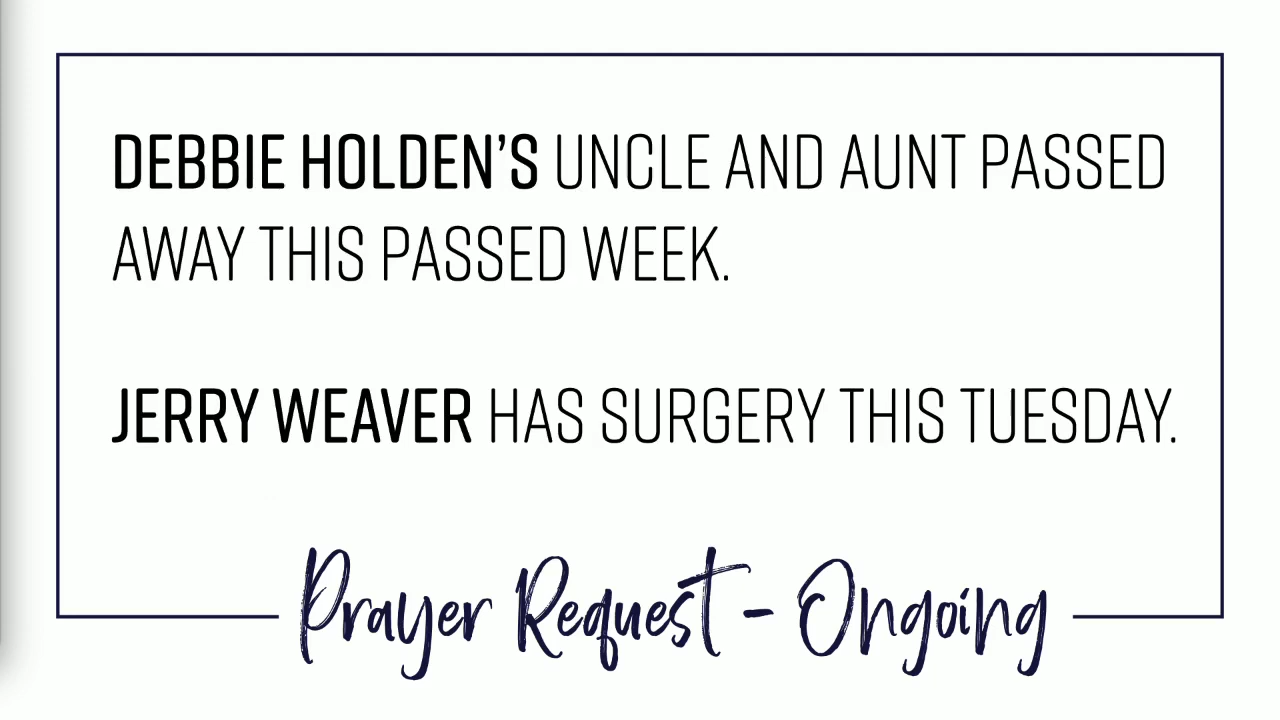 DEBBIE HOLDEN'S UNCLE AND AUNT PASSED
AWAY THIS PASSED WEEK.
JERRY WEAVER HAS SURGERY THIS TUESDAY.
Prayer Request - Ongoing